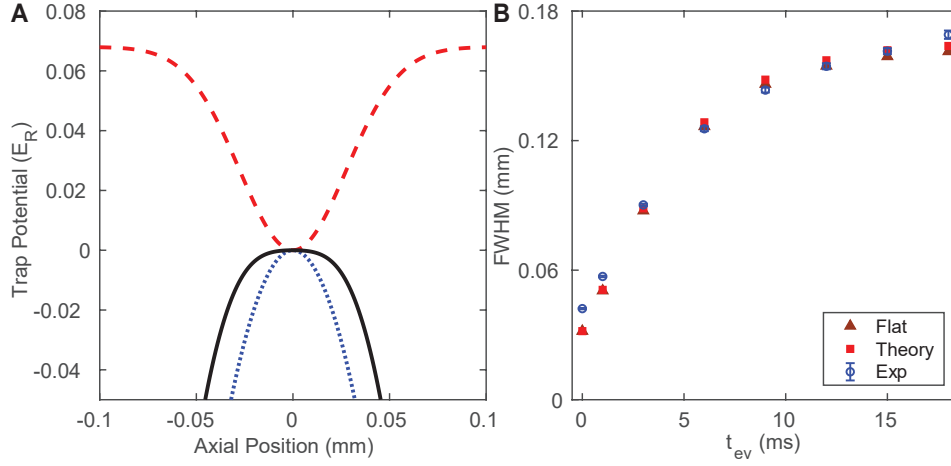 A
Trap Potential (E_R)
0.08
0.06
0.04
0.02
0
-0.02
-0.04
-0.1
-0.05
0
0.05
0.1
Axial Position (mm)
B
FWHM (mm)
0.18
0.12
0.06
0
0
5
10
15
t_ev (ms)
Flat
Theory
Exp